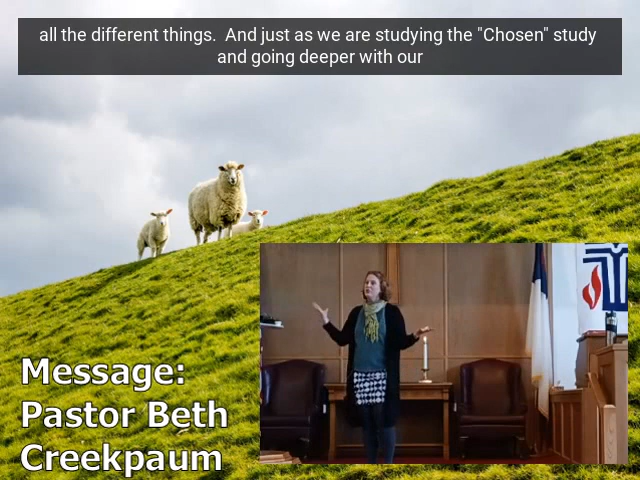 all the different things.  And just as we are studying the "Chosen" study
and going deeper with our
Message:
Pastor Beth
Creekpaum